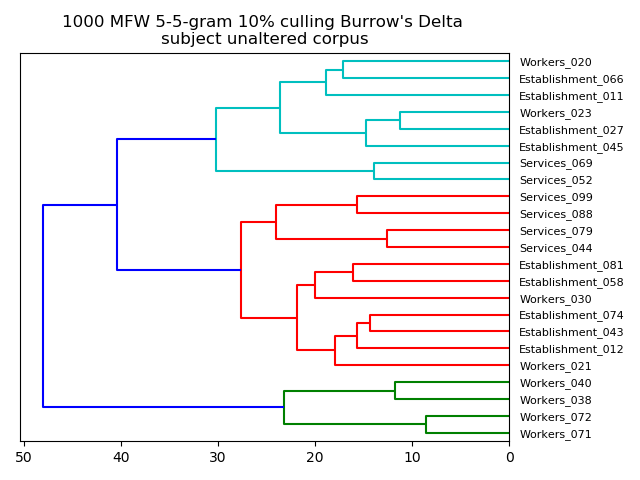 1000 MFW 5-5-gram 10% culling Burrow's Delta
subject unaltered corpus
Workers_020
Establishment_066
Establishment_011
Workers_023
Establishment_027
Establishment_045
Services_069
Services_052
Services_099
Services_088
Services_079
Services_044
Establishment_081
Establishment_058
Workers_030
Establishment_074
Establishment_043
Establishment_012
Workers_021
Workers_040
Workers_038
Workers_072
Workers_071
50 40 30 20 10 0